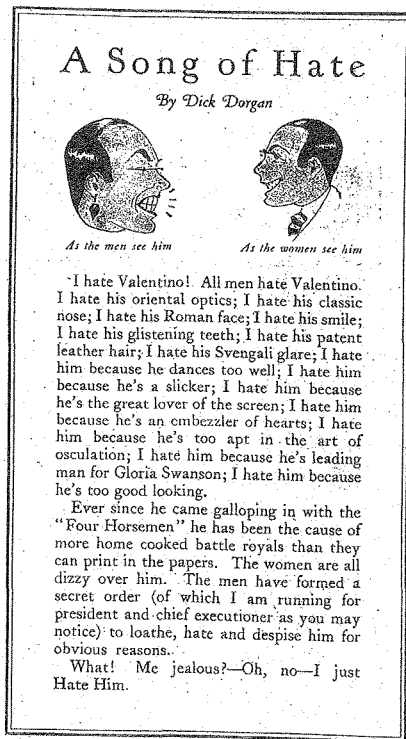 A Song of Hate
By Dick Dorgan
As the men see him
As the women see him
I hate Valentino! All men hate Valentino.
I hate his oriental optics; I hate his classic
nose; I hate his Roman face; I hate his smile;
I hate his glistening teeth; I hate his patent
leather hair; I hate his Svengali glare; I hate
him because he dances too well; I hate him
because he's a slicker; I hate him because
he's the great lover of the screen; I hate him
because he's an embezzler of hearts; I hate
him because he's too apt in the art of
osculation; I hate him because he's leading
man for Gloria Swanson; I hate him because
he's too good looking.
Ever since he came galloping in with the
"Four Horsemen" he has been the cause of
more home cooked battle royals than they
can print in the papers. The women are all
dizzy over him. The men have formed a
secret order (of which I am running for
president and chief executioner as you may
notice) to loathe, hate and despise him for
obvious reasons.
What! Me jealous?—Oh, no—I just
Hate Him.